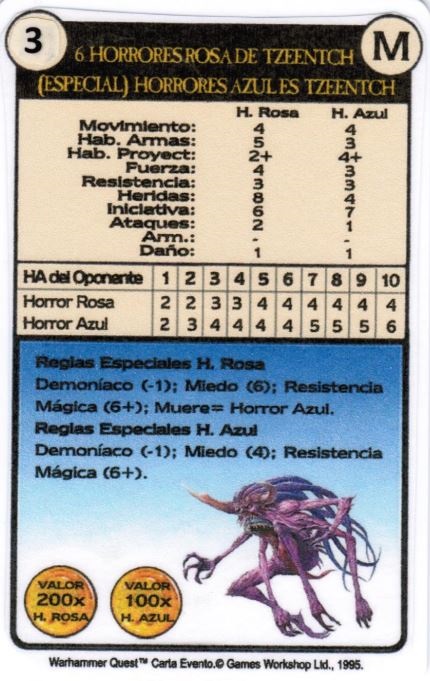 3
M
6 HORRORES ROSA DE TZEENTCH
(ESPECIAL) HORRORES AZULES TZEENTCH
H. Rosa H. Azul
Movimiento: 4 4
Hab. Armas: 5 3
Hab. Proyect: 2+ 4+
Fuerza: 4 3
Resistencia: 3 3
Heridas: 8 4
Iniciativa: 6 7
Ataques: 2 1
Arm.: - -
Daño: 1 1
HA del Oponente 1 2 3 4 5 6 7 8 9 10
Horror Rosa 2 2 3 3 4 4 4 4 4 4
Horror Azul 2 3 4 4 4 4 5 5 5 6
Reglas Especiales H. Rosa
Demoníaco (-1); Miedo (6); Resistencia
Mágica (6+); Muere= Horror Azul.
Reglas Especiales H. Azul
Demoníaco (-1); Miedo (4); Resistencia
Mágica (6+).
VALOR
200x
H. ROSA
VALOR
100x
H. AZUL
Warhammer Quest™ Carta Evento.© Games Workshop Ltd., 1995.